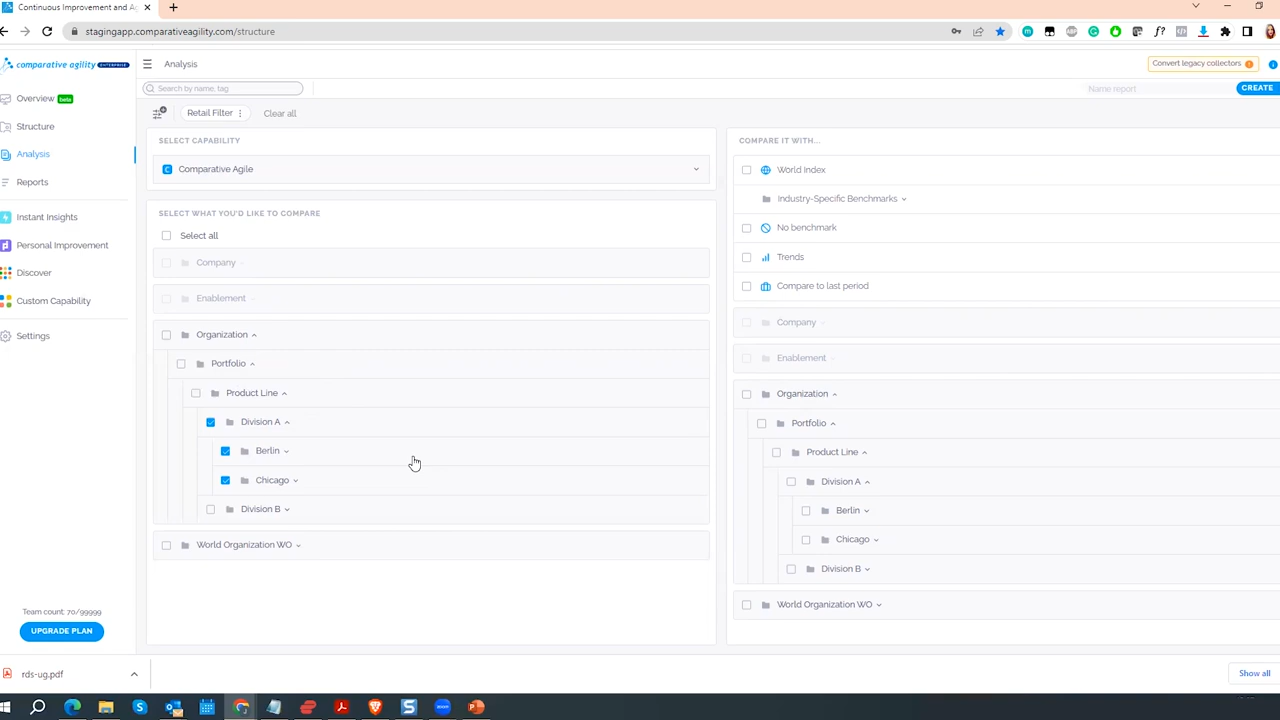 Continuous Improvement and Ag
stagingapp.comparativeagility.com/structure
comparative agility ENTERPRISE
Analysis
Convert legacy collectors
Search by name, tag
Name report
CREATE
Overview beta
Structure
Analysis
Reports
Instant Insights
Personal Improvement
Discover
Custom Capability
Settings
Team count: 70/99999
UPGRADE PLAN
Retail Filter
Clear all
SELECT CAPABILITY
Comparative Agile
SELECT WHAT YOU'D LIKE TO COMPARE
Select all
Company
Enablement
Organization
Portfolio
Product Line
Division A
Berlin
Chicago
Division B
World Organization WO
COMPARE IT WITH...
World Index
Industry-Specific Benchmarks
No benchmark
Trends
Compare to last period
Company
Enablement
Organization
Portfolio
Product Line
Division A
Berlin
Chicago
Division B
World Organization WO
rds-ug.pdf
Show all